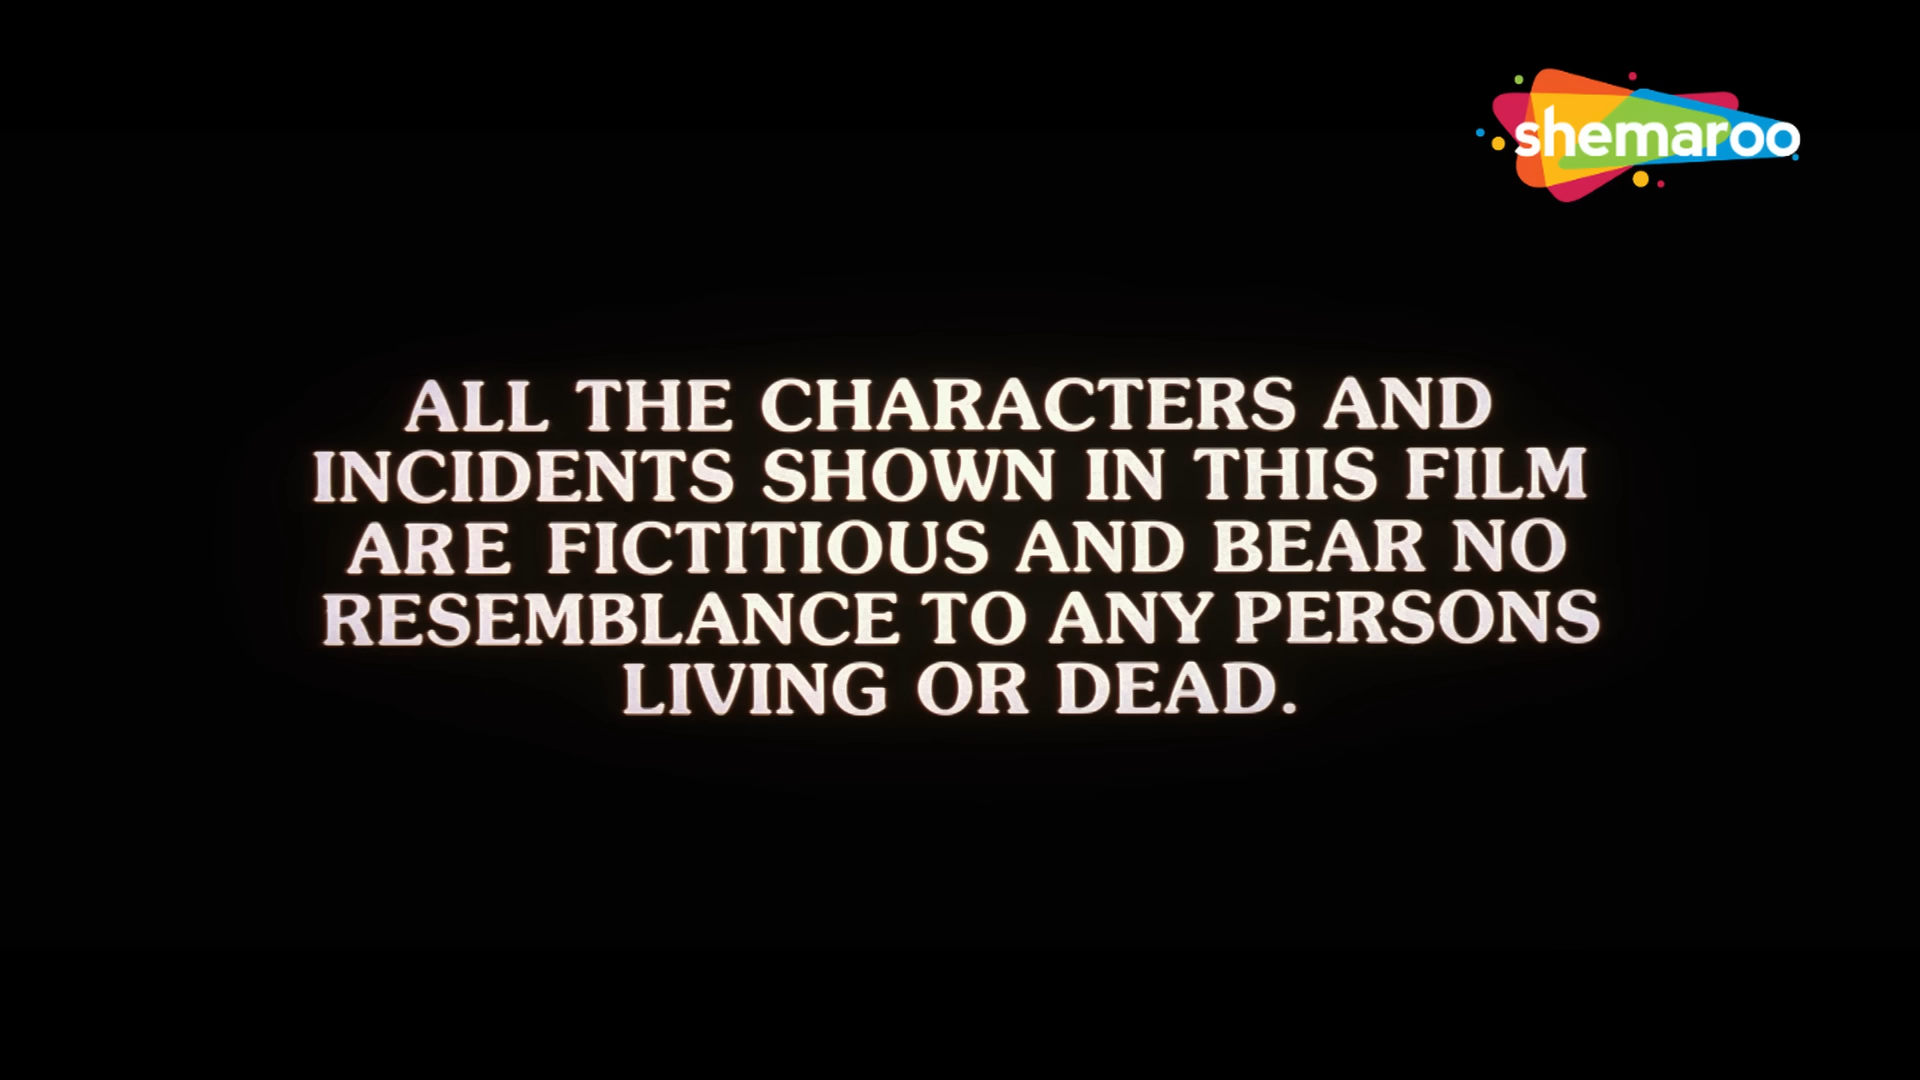 shemaroo
ALL THE CHARACTERS AND
INCIDENTS SHOWN IN THIS FILM
ARE FICTITIOUS AND BEAR NO
RESEMBLANCE TO ANY PERSONS
LIVING OR DEAD.